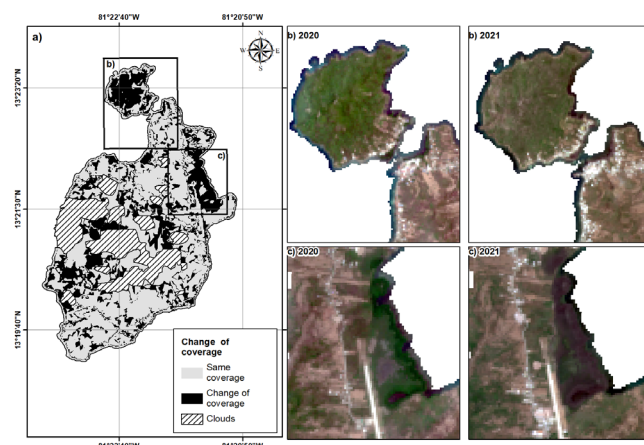 81°22'40"W
81°20'50"W
a)
N
W
E
S
b)
c)
13°23'20"N
13°21'30"N
13°19'40"N
Change of
coverage
Same
coverage
Change of
coverage
Clouds
b) 2020
b) 2021
c) 2020
c) 2021